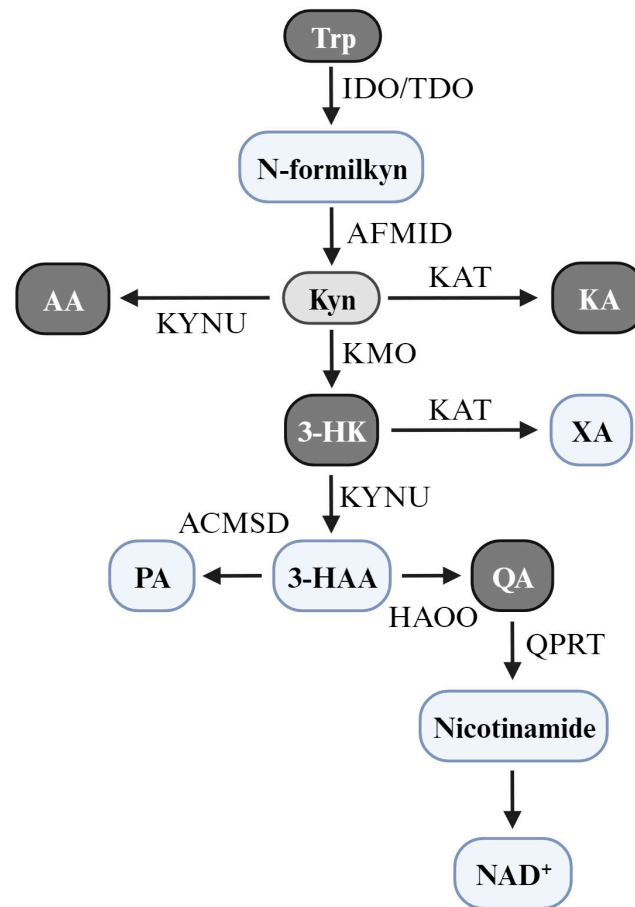 Trp
IDO/TDO
N-formilkyn
AFMID
AA
KYNU
Kyn
KAT
KA
KMO
3-HK
KAT
XA
KYNU
ACMSD
PA
3-HAA
HAOO
QA
QPRT
Nicotinamide
NAD⁺